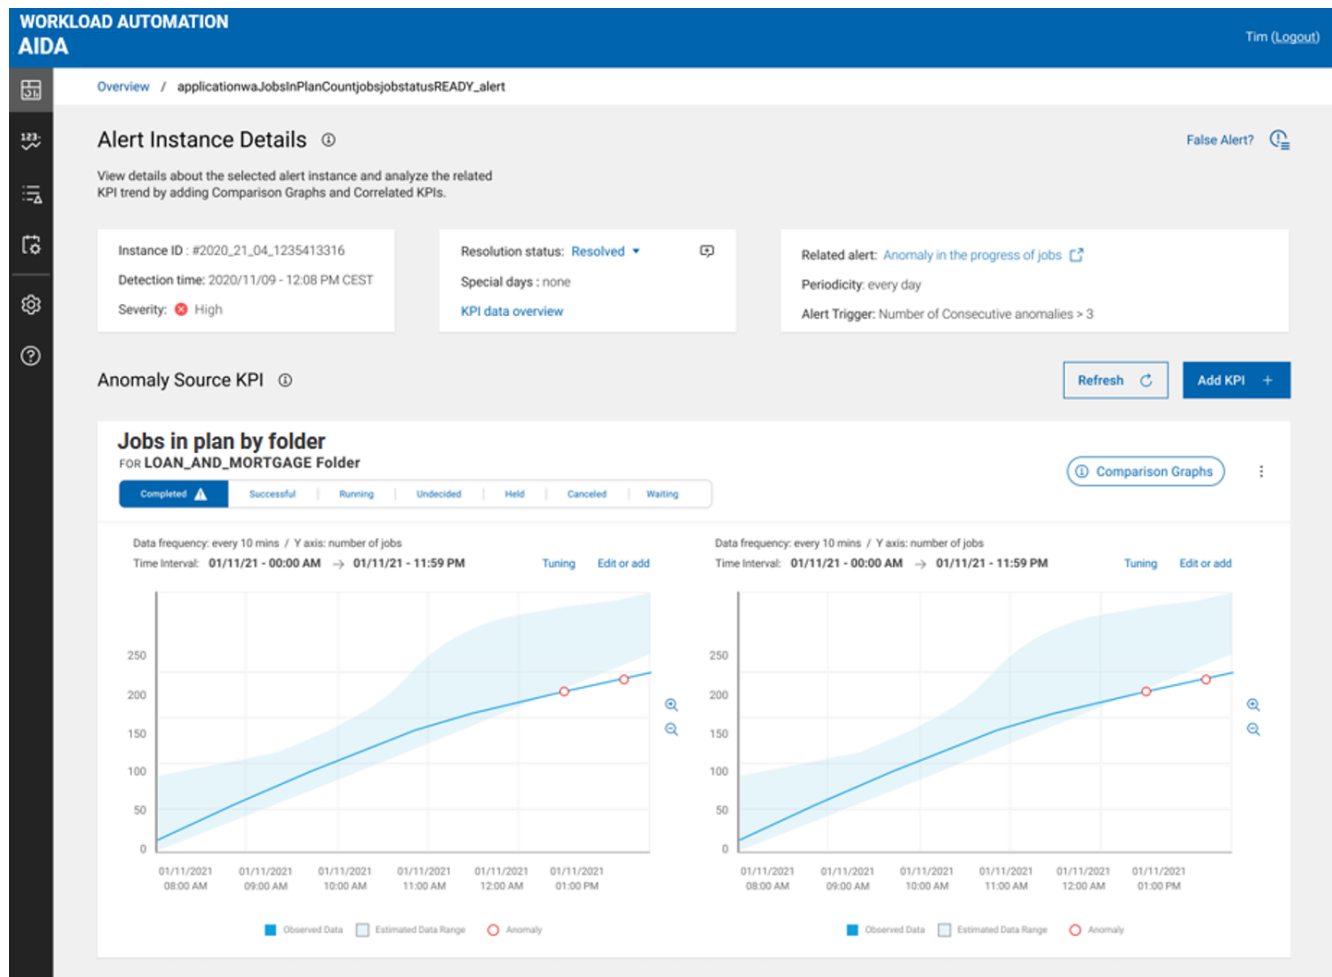 WORKLOAD AUTOMATION
AIDA
Tim (Logout)
Overview / applicationwaJobsInPlanCountjobsjobstatusREADY_alert
Alert Instance Details
False Alert?
View details about the selected alert instance and analyze the related
KPI trend by adding Comparison Graphs and Correlated KPIs.
Instance ID : #2020_21_04_1235413316
Detection time: 2020/11/09 - 12:08 PM CEST
Severity: High
Resolution status: Resolved
Special days : none
KPI data overview
Related alert: Anomaly in the progress of jobs
Periodicity: every day
Alert Trigger: Number of Consecutive anomalies > 3
Anomaly Source KPI
Refresh
Add KPI +
Jobs in plan by folder
FOR LOAN_AND_MORTGAGE Folder
Comparison Graphs
Completed Successful Running Undecided Held Canceled Waiting
Data frequency: every 10 mins / Y axis: number of jobs
Time Interval: 01/11/21 - 00:00 AM → 01/11/21 - 11:59 PM Tuning Edit or add
250
200
150
100
50
0
01/11/2021 01/11/2021 01/11/2021 01/11/2021 01/11/2021 01/11/2021
08:00 AM 09:00 AM 10:00 AM 11:00 AM 12:00 AM 01:00 PM
Observed Data Estimated Data Range Anomaly
Data frequency: every 10 mins / Y axis: number of jobs
Time Interval: 01/11/21 - 00:00 AM → 01/11/21 - 11:59 PM Tuning Edit or add
250
200
150
100
50
0
01/11/2021 01/11/2021 01/11/2021 01/11/2021 01/11/2021 01/11/2021
08:00 AM 09:00 AM 10:00 AM 11:00 AM 12:00 AM 01:00 PM
Observed Data Estimated Data Range Anomaly